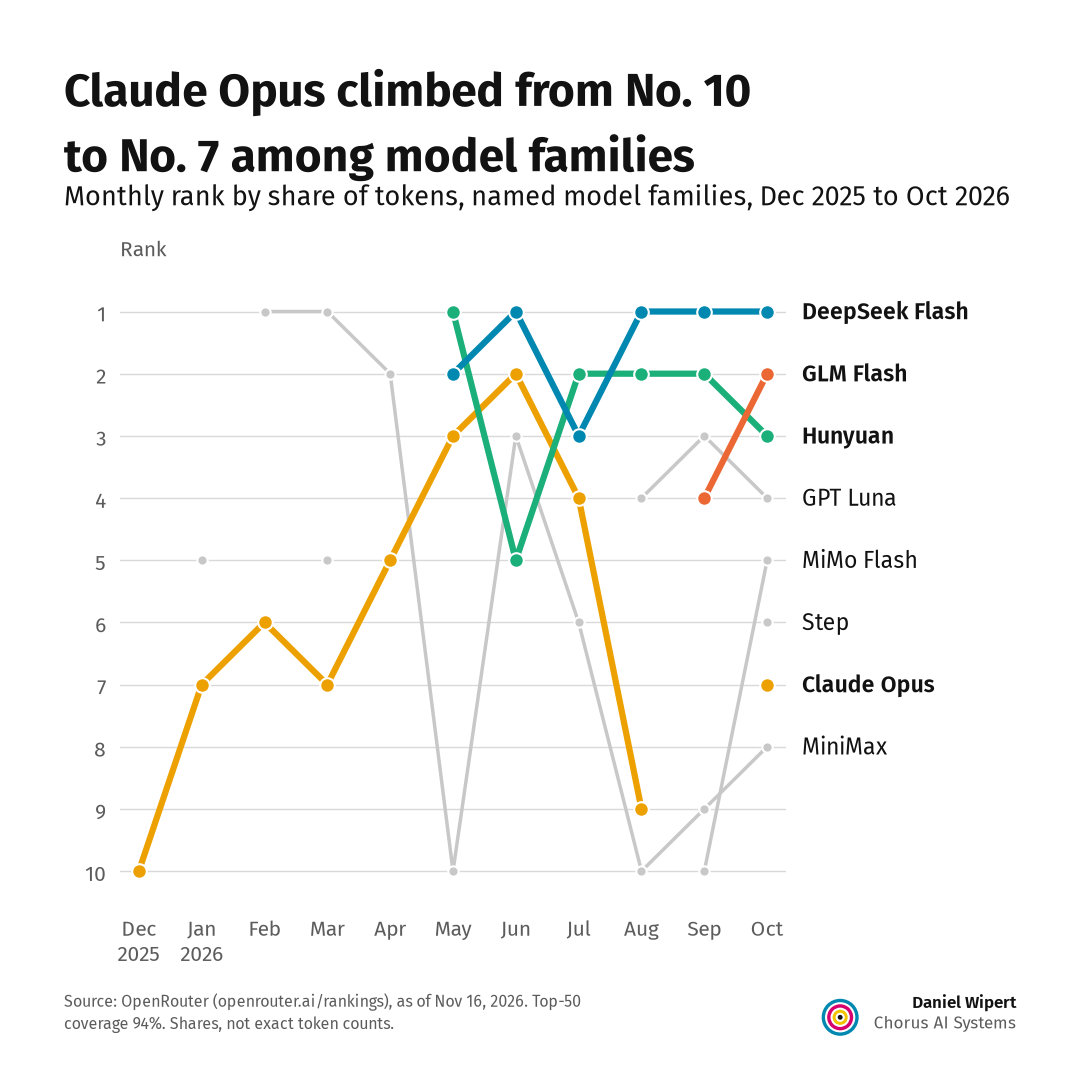 Claude Opus climbed from No. 10
to No. 7 among model families
Monthly rank by share of tokens, named model families, Dec 2025 to Oct 2026
Rank
1
DeepSeek Flash
2
GLM Flash
3
Hunyuan
4
GPT Luna
5
MiMo Flash
6
Step
7
Claude Opus
8
MiniMax
9
10
Dec Jan Feb Mar Apr May Jun Jul Aug Sep Oct
2025 2026
Source: OpenRouter (openrouter.ai/rankings), as of Nov 16, 2026. Top-50
coverage 94%. Shares, not exact token counts.
Daniel Wipert
Chorus AI Systems